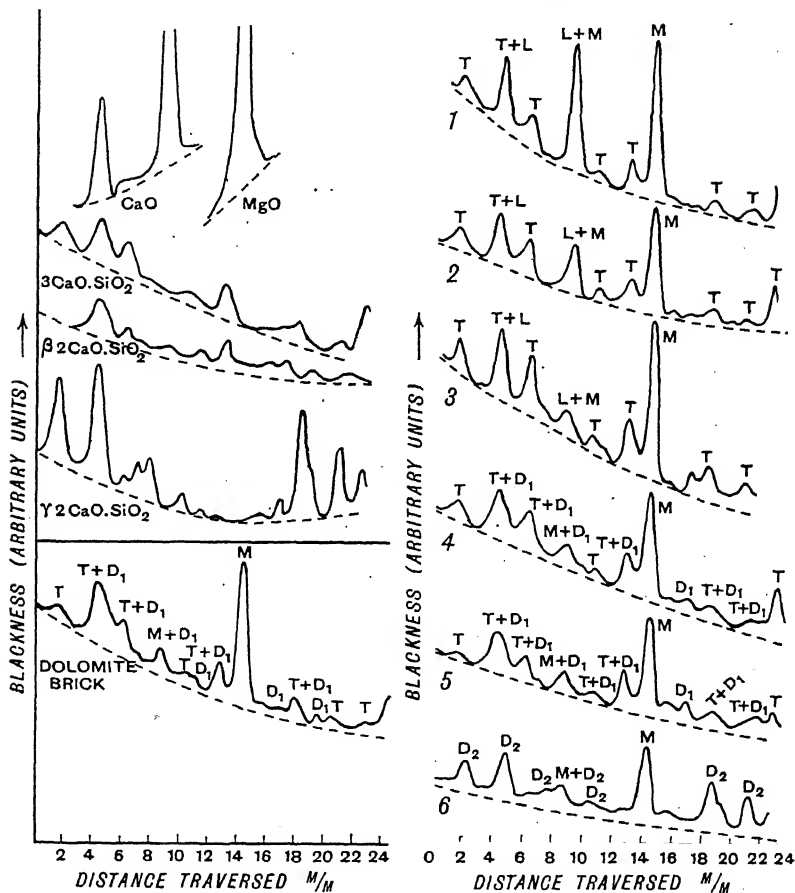 CaO
MgO
3CaO.SiO2
β2CaO.SiO2
γ2CaO.SiO2
M
T+D1
T
T+D1
M+D1
T+D1
T
D1
D1
T+D1
D1
T
T
DOLOMITE
BRICK
BLACKNESS (ARBITRARY UNITS)
2 4 6 8 10 12 14 16 18 20 22 24
DISTANCE TRAVERSED M/M
T
T+L
T
L+M
T
T
M
T
T
1
T
T+L
T
L+M
T
T
M
T
T
T
2
T
T+L
T
L+M
T
T
M
T
T
3
T
T+D1
T+D1
M+D1
T
T+D1
M
D1
T+D1
T+D1
T
4
T
T+D1
T+D1
M+D1
T+D1
T+D1
M
D1
T+D1
T+D1
T
5
D2
D2
D2
M+D2
D2
M
D2
D2
6
BLACKNESS (ARBITRARY UNITS)
0 2 4 6 8 10 12 14 16 18 20 22 24
DISTANCE TRAVERSED M/M